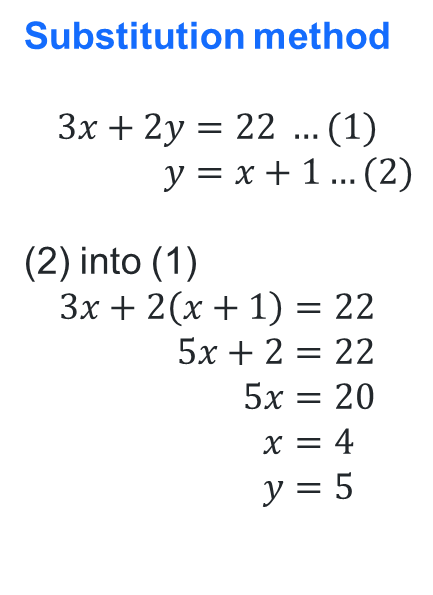 Substitution method
3x + 2y = 22 ... (1)
y = x + 1 ... (2)
(2) into (1)
3x + 2(x + 1) = 22
5x + 2 = 22
5x = 20
x = 4
y = 5